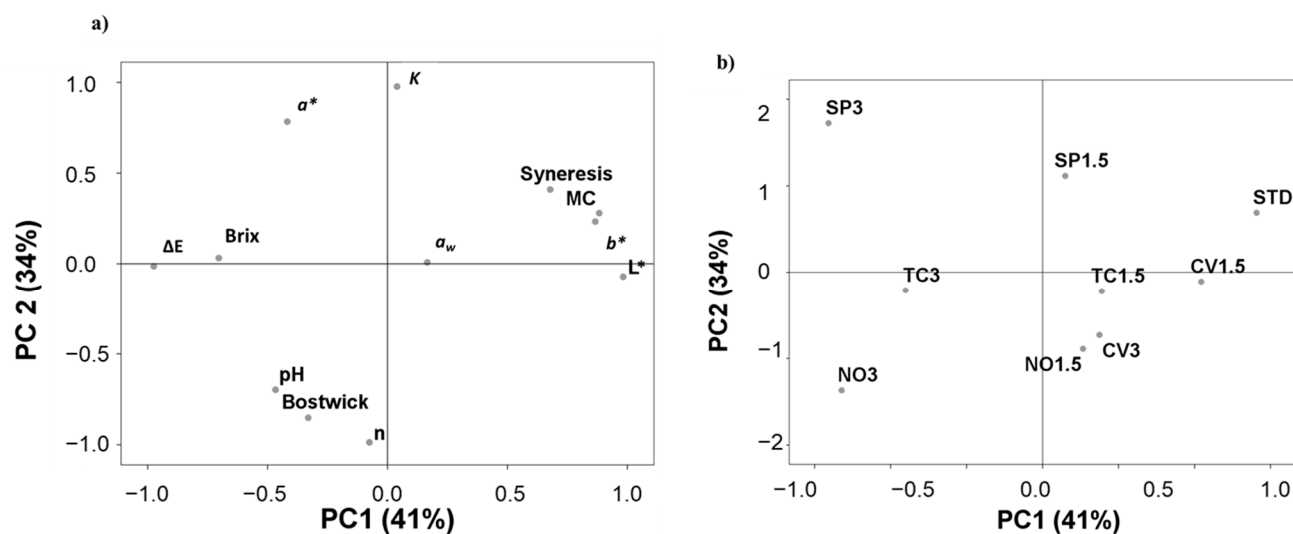 a)
1.0
0.5
0.0
−0.5
−1.0
PC 2 (34%)
K
a*
Syneresis
MC
b*
L*
a_w
ΔE
Brix
pH
Bostwick
n
−1.0 −0.5 0.0 0.5 1.0
PC1 (41%)
b)
2
1
0
−1
−2
PC2 (34%)
SP3
SP1.5
STD
TC3
TC1.5
CV1.5
NO3
NO1.5
CV3
−1.0 −0.5 0.0 0.5 1.0
PC1 (41%)